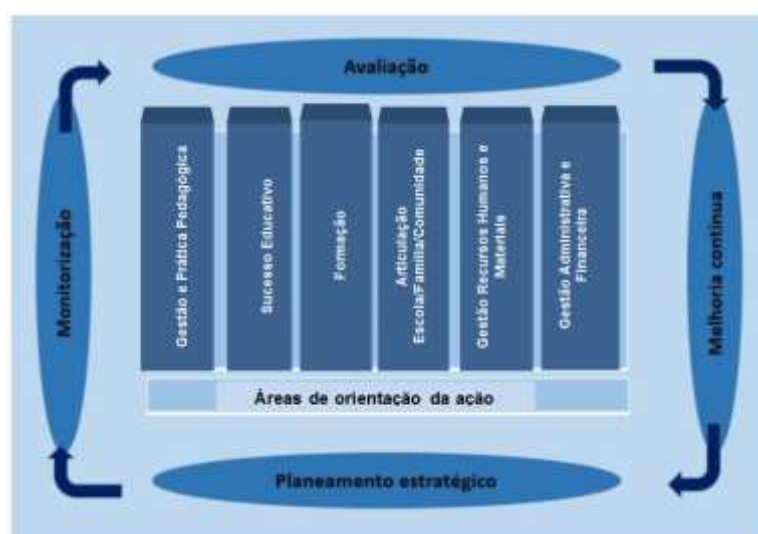 Avaliação
Monitorização
Gestão e Prática Pedagógica
Sucesso Educativo
Formação
Articulação
Escola/Família/Comunidade
Gestão Recursos Humanos e
Materiais
Gestão Administrativa e
Financeira
Melhoria contínua
Áreas de orientação da ação
Planeamento estratégico